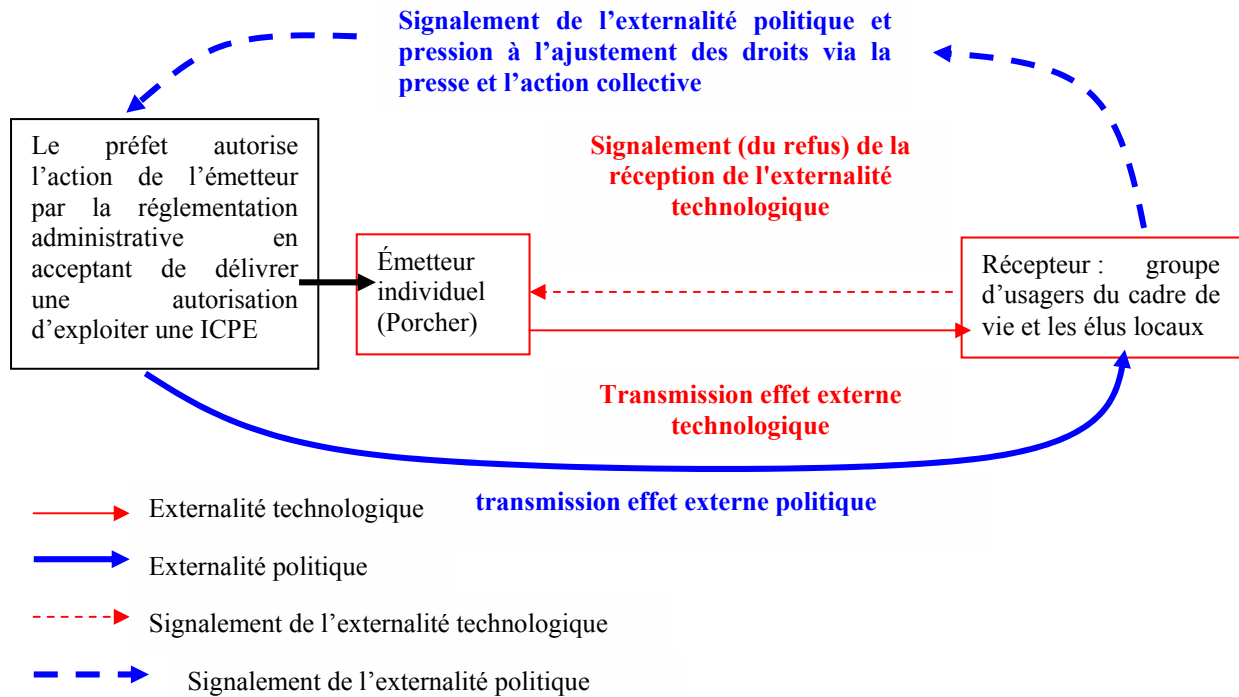 Signalement de l’externalité politique et
pression à l’ajustement des droits via la
presse et l’action collective
Le préfet autorise
l’action de l’émetteur
par la réglementation
administrative en
acceptant de délivrer
une autorisation
d’exploiter une ICPE
Signalement (du refus) de la
réception de l'externalité
technologique
Émetteur
individuel
(Porcher)
Récepteur : groupe
d’usagers du cadre de
vie et les élus locaux
Transmission effet externe
technologique
transmission effet externe politique
Externalité technologique
Externalité politique
Signalement de l’externalité technologique
Signalement de l’externalité politique